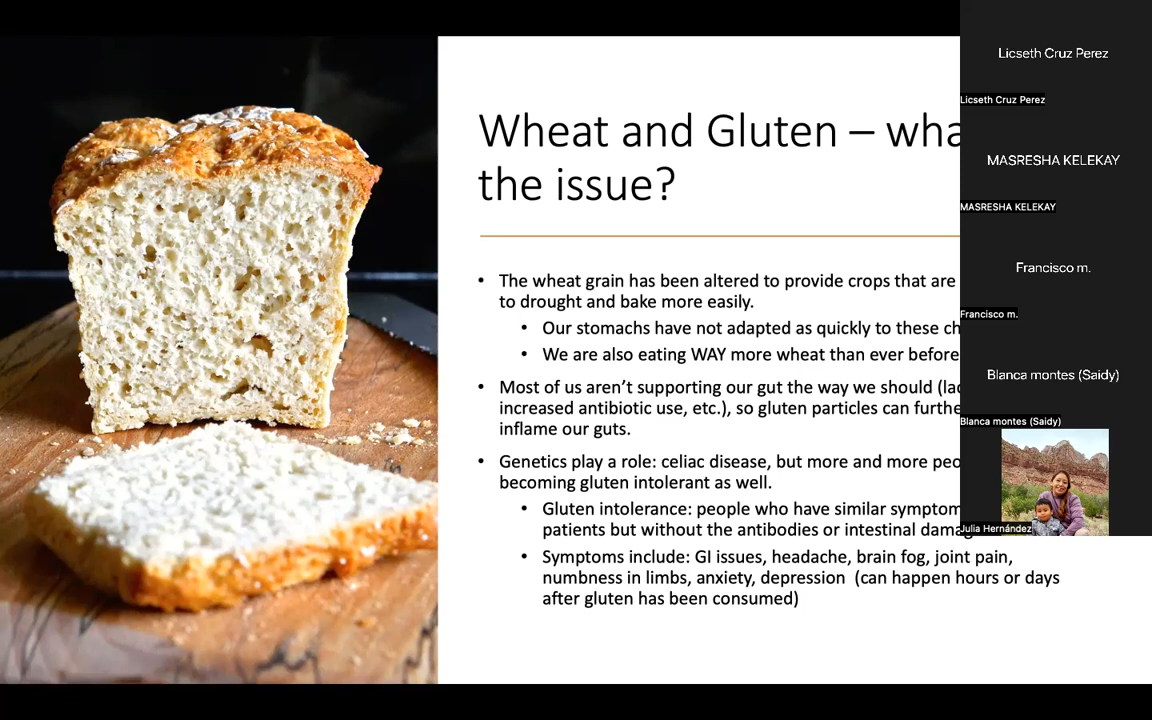 Wheat and Gluten – wha
the issue?
• The wheat grain has been altered to provide crops that are
to drought and bake more easily.
• Our stomachs have not adapted as quickly to these ch
• We are also eating WAY more wheat than ever before
• Most of us aren’t supporting our gut the way we should (lac
increased antibiotic use, etc.), so gluten particles can furthe
inflame our guts.
• Genetics play a role: celiac disease, but more and more peo
becoming gluten intolerant as well.
• Gluten intolerance: people who have similar symptom
patients but without the antibodies or intestinal damag
• Symptoms include: GI issues, headache, brain fog, joint pain,
numbness in limbs, anxiety, depression (can happen hours or days
after gluten has been consumed)
Licseth Cruz Perez
Licseth Cruz Perez
MASRESHA KELEKAY
MASRESHA KELEKAY
Francisco m.
Francisco m.
Blanca montes (Saidy)
Blanca montes (Saidy)
Julia Hernández